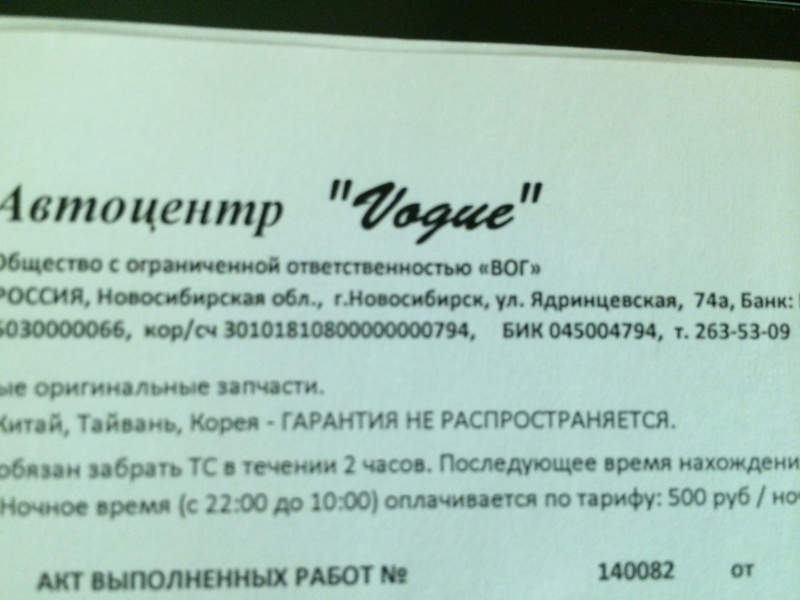 Автоцентр "Vogue"
Общество с ограниченной ответственностью «ВОГ»
РОССИЯ, Новосибирская обл., г.Новосибирск, ул. Ядринцевская, 74а, Банк:
5030000066, кор/сч 30101810800000000794, БИК 045004794, т. 263-53-09
ые оригинальные запчасти.
Китай, Тайвань, Корея - ГАРАНТИЯ НЕ РАСПРОСТРАНЯЕТСЯ.
обязан забрать ТС в течении 2 часов. Последующее время нахождени
Ночное время (с 22:00 до 10:00) оплачивается по тарифу: 500 руб / ноч
АКТ ВЫПОЛНЕННЫХ РАБОТ № 140082 от